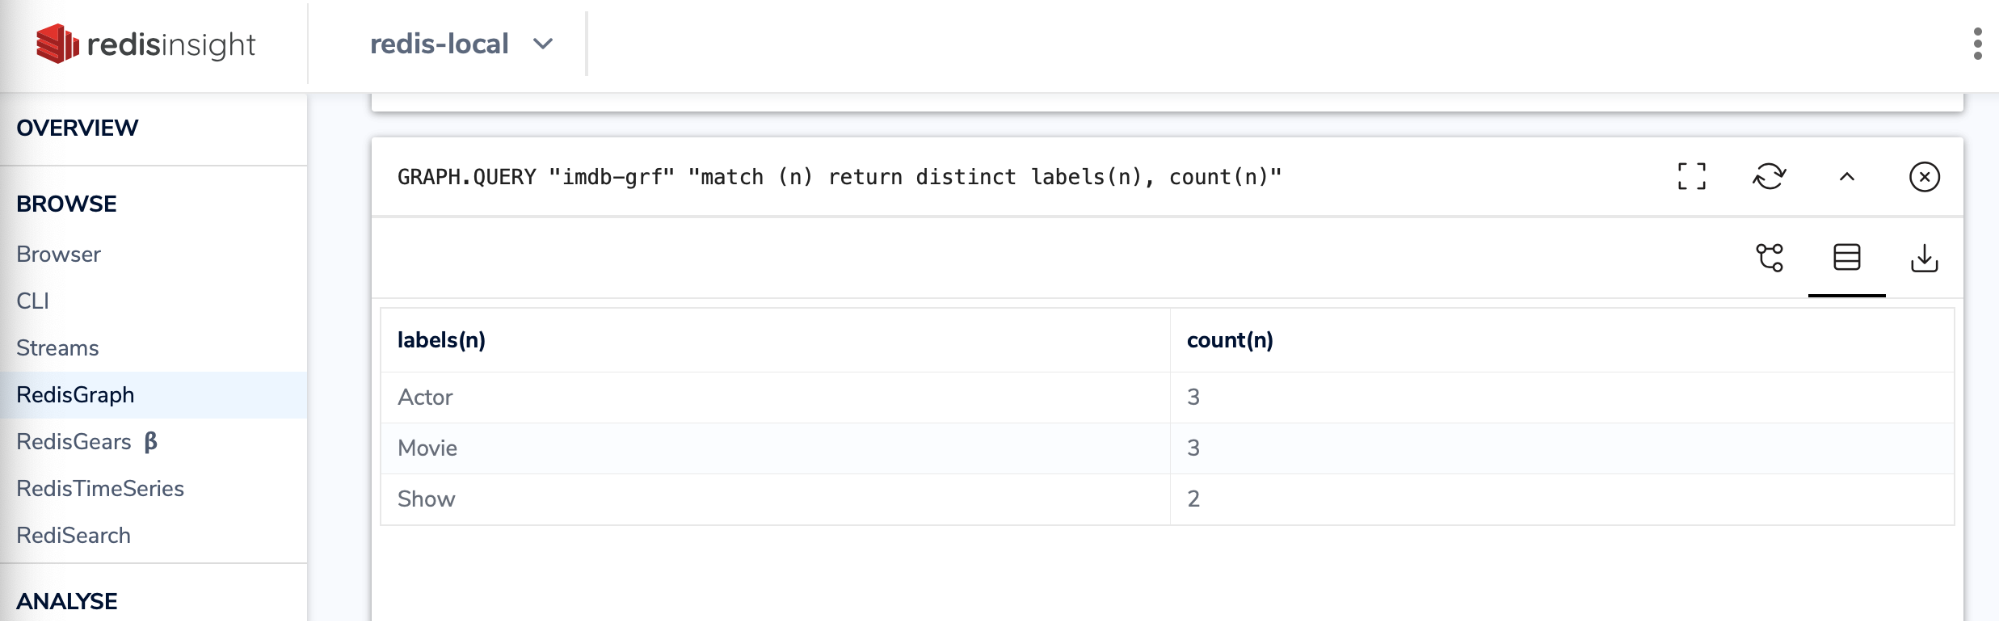 redisinsight
redis-local
OVERVIEW
BROWSE
Browser
CLI
Streams
RedisGraph
RedisGears β
RedisTimeSeries
RediSearch
ANALYSE
GRAPH.QUERY "imdb-grf" "match (n) return distinct labels(n), count(n)"
labels(n) count(n)
Actor 3
Movie 3
Show 2